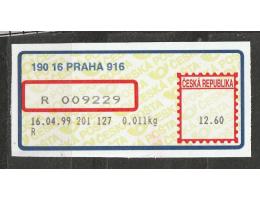 190 16 PRAHA 916
ČESKÁ REPUBLIKA
R 009229
12.60
16.04.99 201 127 0.011kg
R